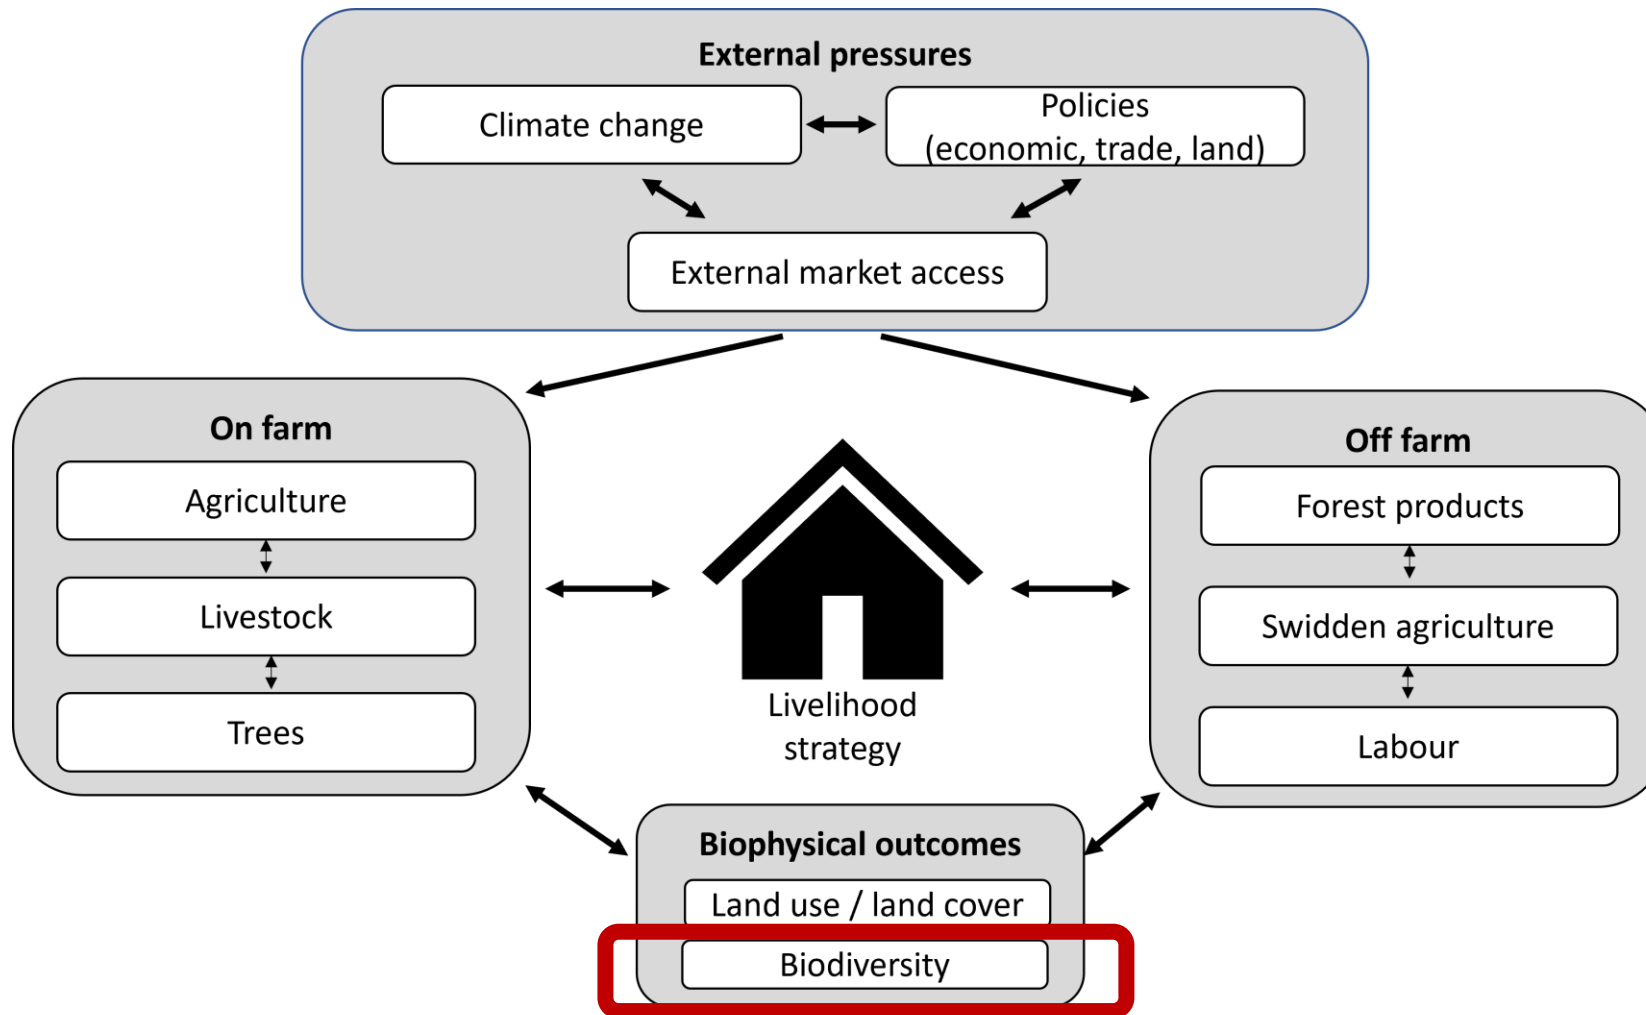 External pressures
Climate change
Policies
(economic, trade, land)
External market access
On farm
Agriculture
Livestock
Trees
Livelihood
strategy
Off farm
Forest products
Swidden agriculture
Labour
Biophysical outcomes
Land use / land cover
Biodiversity